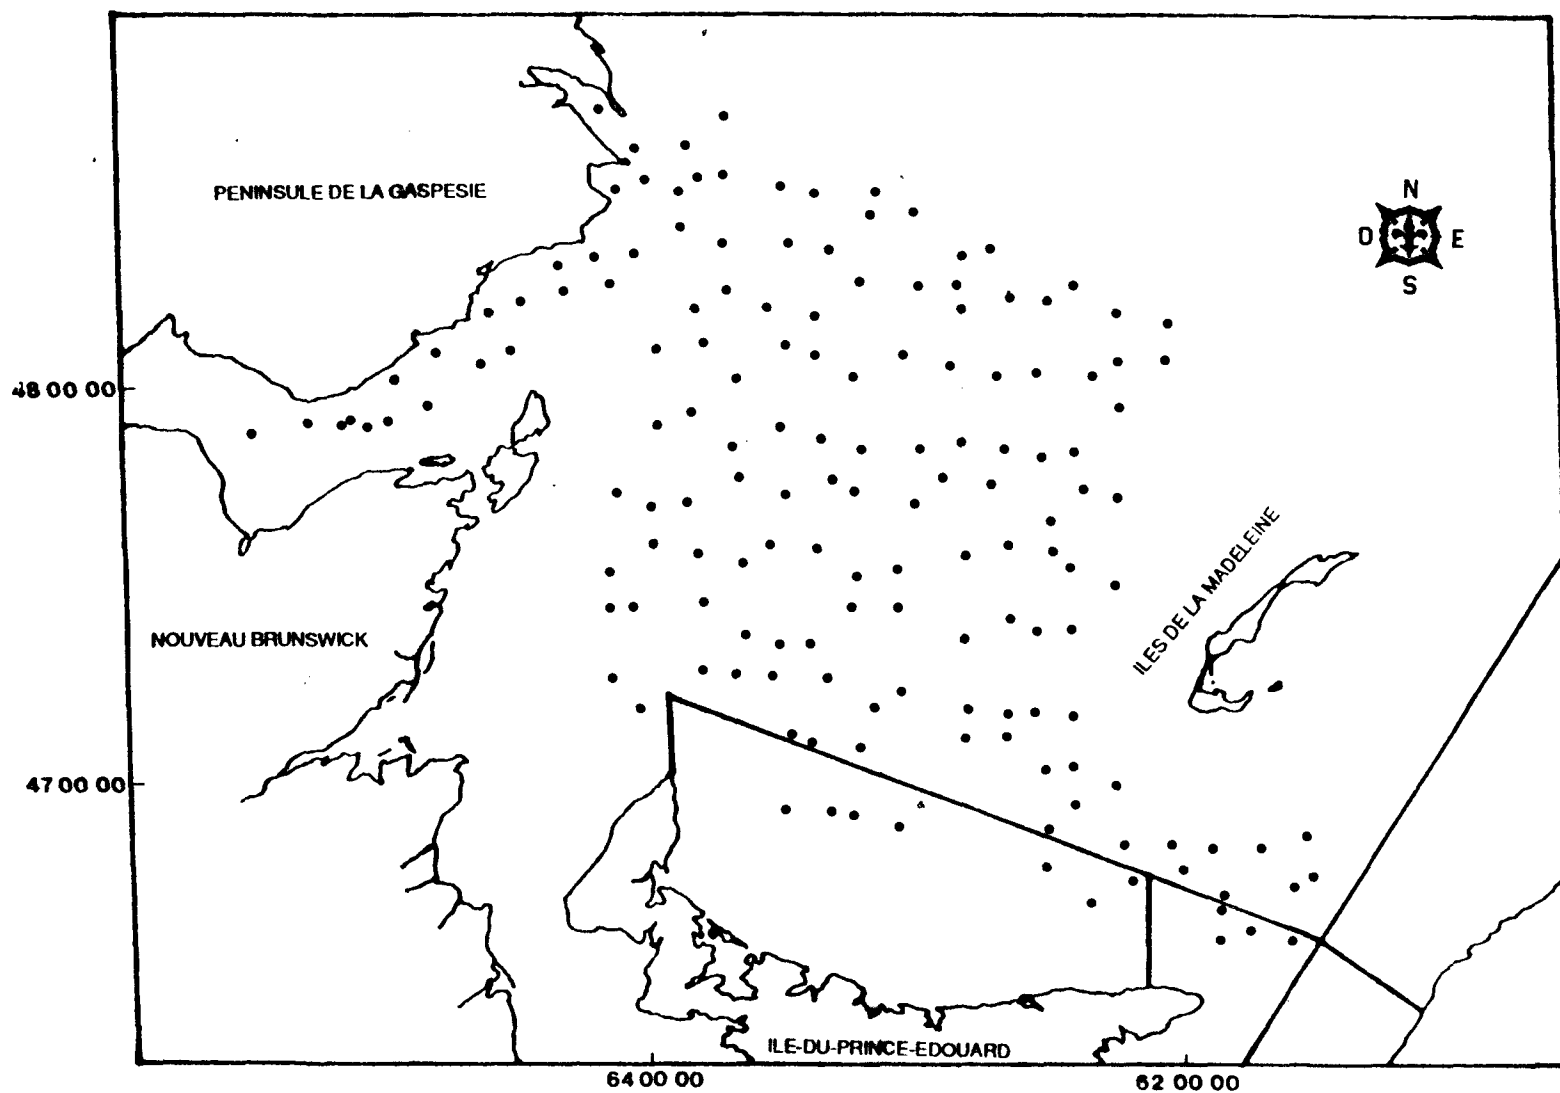 PENINSULE DE LA GASPESIE
N
O E
S
48 00 00
ILES DE LA MADELEINE
NOUVEAU BRUNSWICK
47 00 00
ILE-DU-PRINCE-EDOUARD
64 00 00 62 00 00